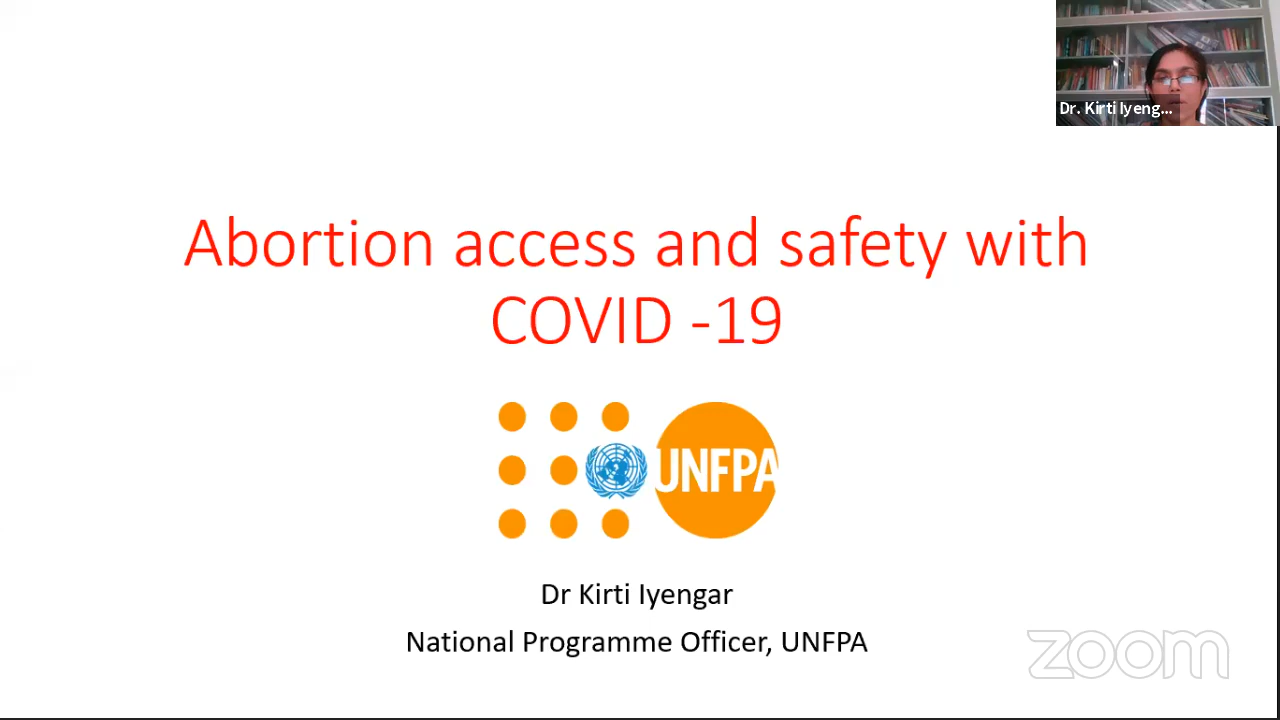 Dr. Kirti Iyeng...
Abortion access and safety with
COVID -19
UNFPA
Dr Kirti Iyengar
National Programme Officer, UNFPA
zoom